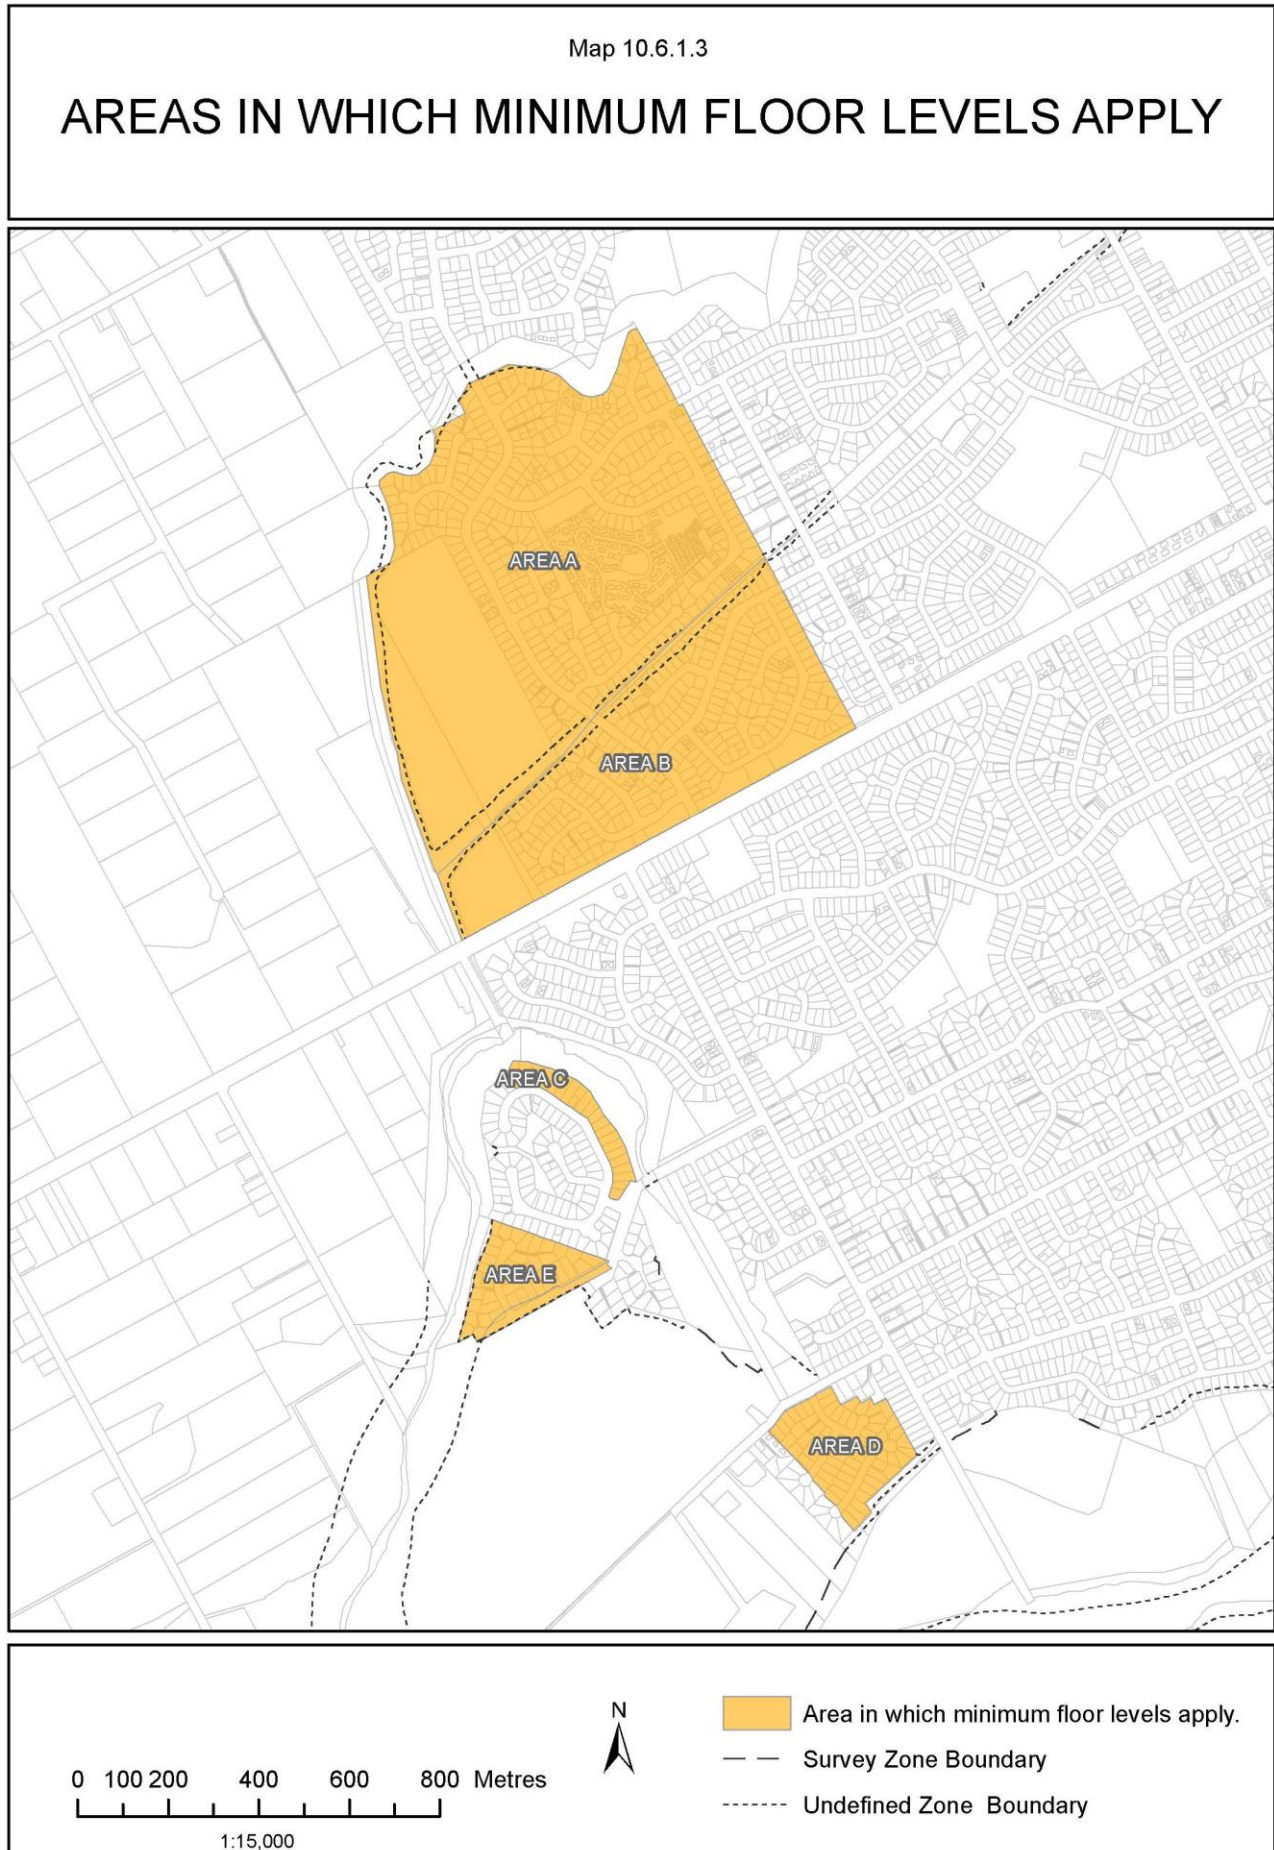 Map 10.6.1.3
AREAS IN WHICH MINIMUM FLOOR LEVELS APPLY
AREA A
AREA B
AREA C
AREA E
AREA D
N
0 100 200 400 600 800 Metres
1:15,000
Area in which minimum floor levels apply.
Survey Zone Boundary
Undefined Zone Boundary